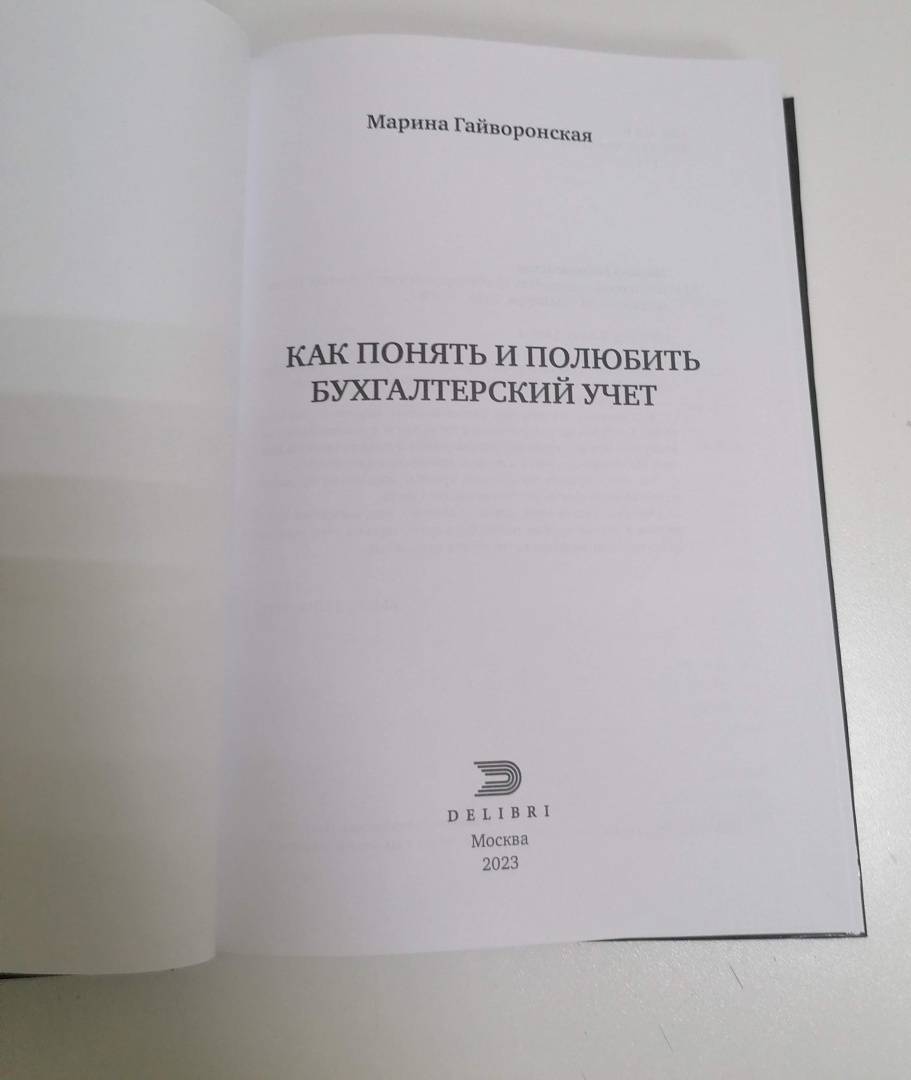 Марина Гайворонская
КАК ПОНЯТЬ И ПОЛЮБИТЬ
БУХГАЛТЕРСКИЙ УЧЕТ
DELIBRI
Москва
2023